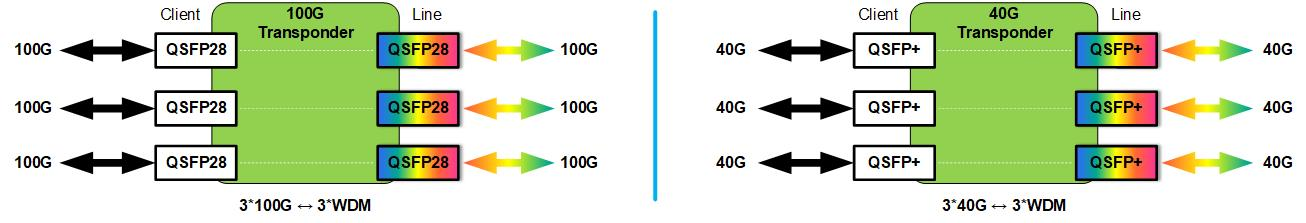 Client 100G Line
Transponder
100G QSFP28 QSFP28 100G
100G QSFP28 QSFP28 100G
100G QSFP28 QSFP28 100G
3*100G ↔ 3*WDM
Client 40G Line
Transponder
40G QSFP+ QSFP+ 40G
40G QSFP+ QSFP+ 40G
40G QSFP+ QSFP+ 40G
3*40G ↔ 3*WDM